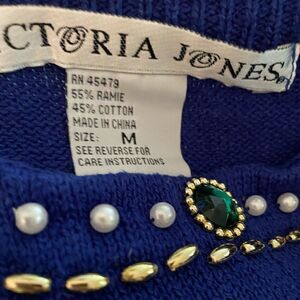 CTORIA JONES
RN 45479
55% RAMIE
45% COTTON
MADE IN CHINA
SIZE: M
SEE REVERSE FOR
CARE INSTRUCTIONS